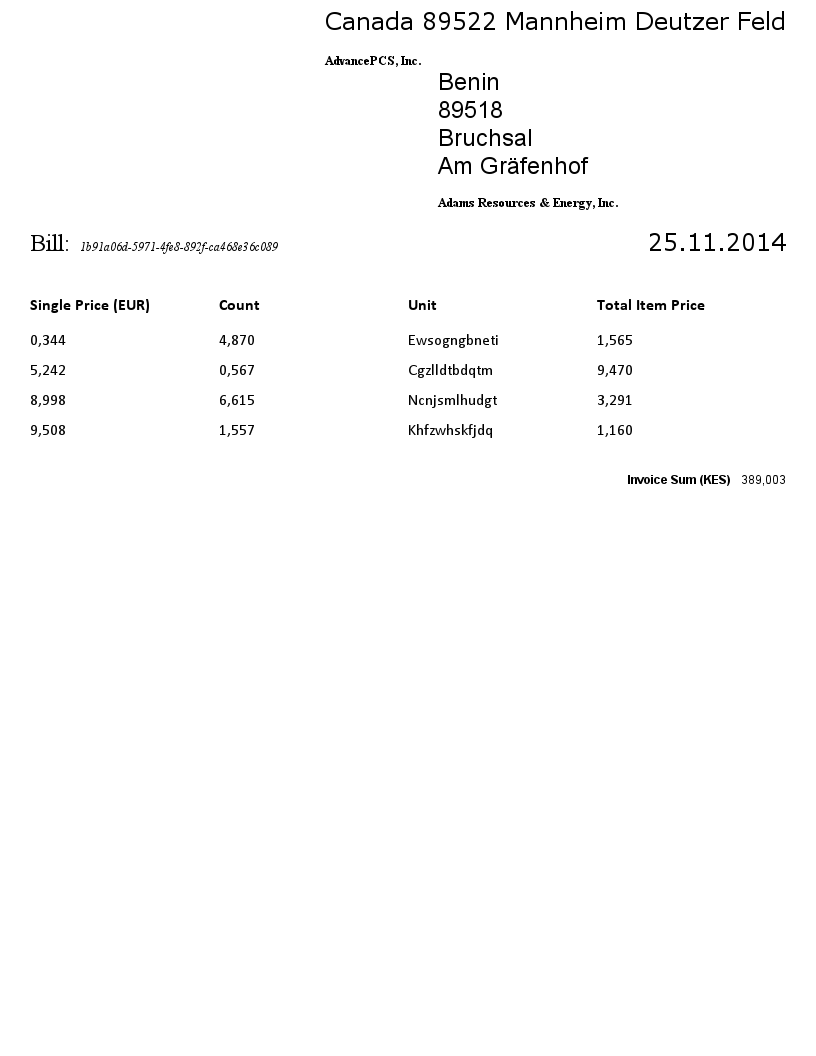 Canada 89522 Mannheim Deutzer Feld
AdvancePCS, Inc.
Benin
89518
Bruchsal
Am Gräfenhof
Adams Resources & Energy, Inc.
Bill: 1b91a06d-5971-4fe8-892f-ca468e36c089 25.11.2014
Single Price (EUR) Count Unit Total Item Price
0,344 4,870 Ewsogngbneti 1,565
5,242 0,567 Cgzlldtbdqtm 9,470
8,998 6,615 Ncnjsmlhudgt 3,291
9,508 1,557 Khfzwhskfjdq 1,160
Invoice Sum (KES) 389,003